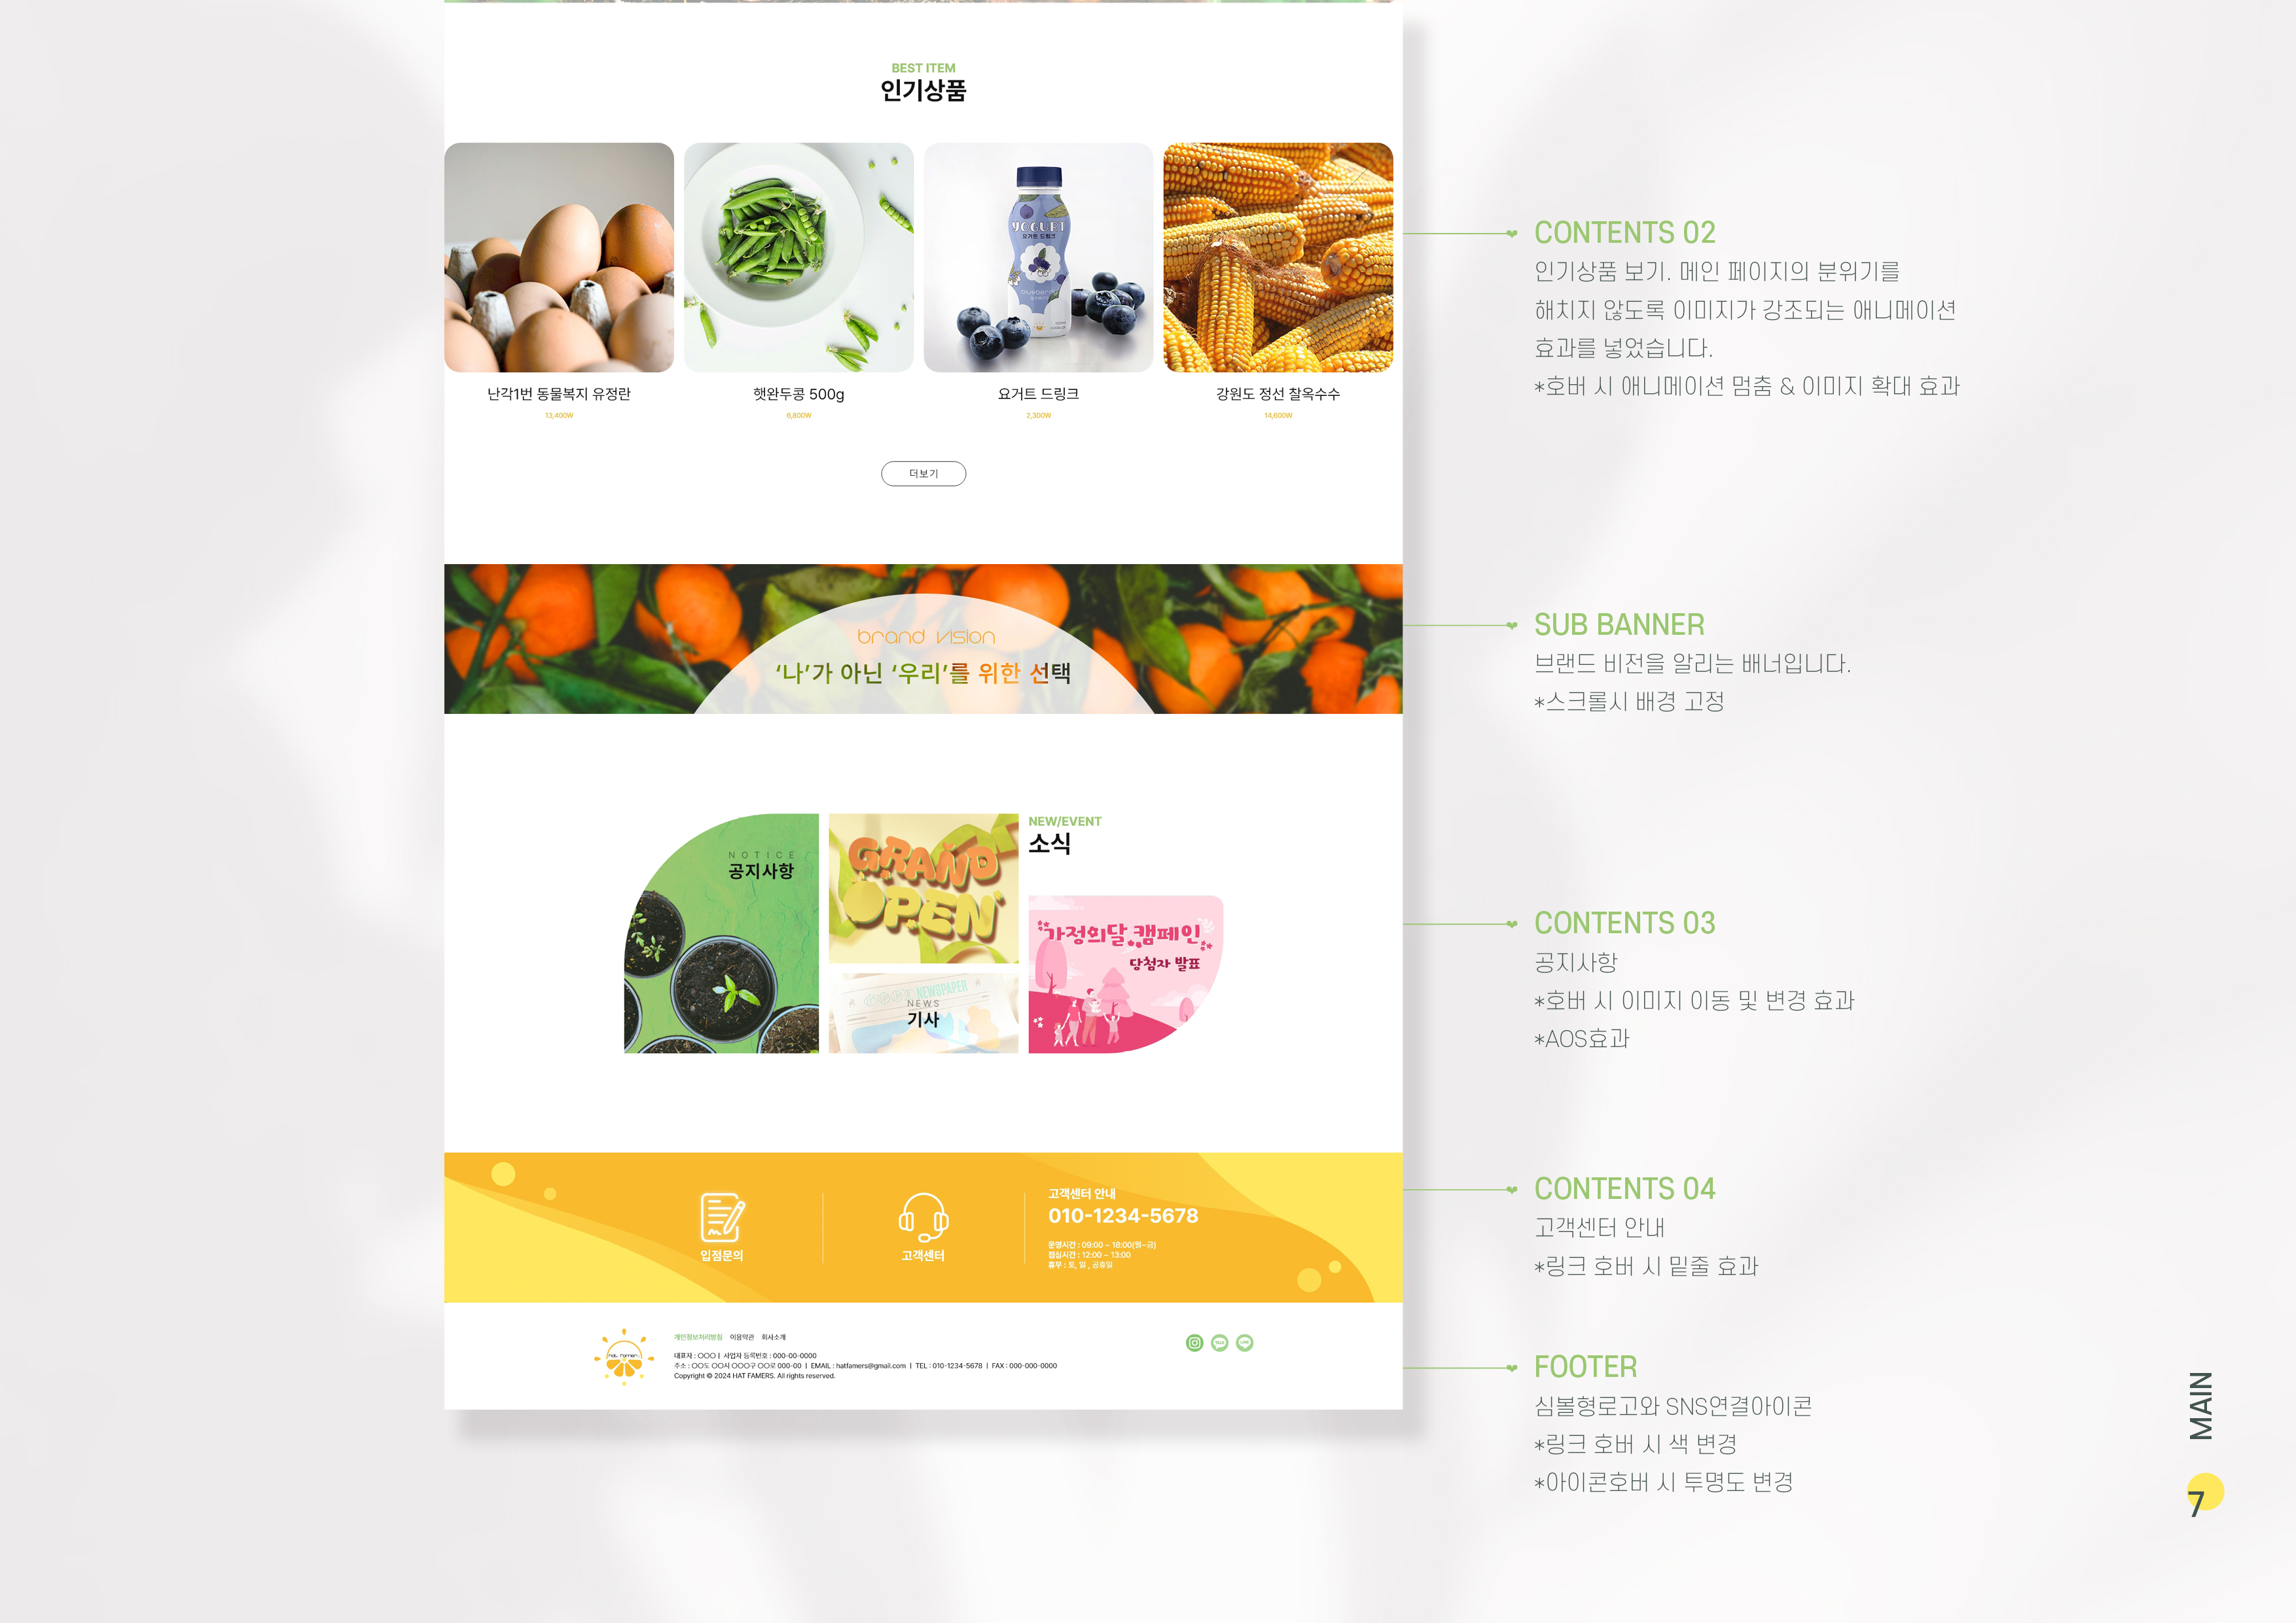 BEST ITEM
인기상품
YOGURT
요거트 드링크
blueberry
난각1번 동물복지 유정란
13,400W
햇완두콩 500g
6,800W
요거트 드링크
2,300W
강원도 정선 찰옥수수
14,600W
더보기
brand vision
‘나’가 아닌 ‘우리’를 위한 선택
NOTICE
공지사항
GRAND
OPEN
NEWSPAPER
NEWS
기사
NEW/EVENT
소식
가정희달 캠페인
당첨자 발표
입점문의
고객센터
고객센터 안내
010-1234-5678
운영시간 : 09:00 ~ 18:00(월~금)
점심시간 : 12:00 ~ 13:00
휴무 : 토, 일 , 공휴일
hat famers
개인정보처리방침 이용약관 회사소개
대표자 : OOO | 사업자 등록번호 : 000-00-0000
주소 : OO도 OO시 OOO구 OO로 000-00 | EMAIL : hatfamers@gmail.com | TEL : 010-1234-5678 | FAX : 000-000-0000
Copyright © 2024 HAT FAMERS. All rights reserved.
TALK
LINE
CONTENTS 02
인기상품 보기. 메인 페이지의 분위기를
해치지 않도록 이미지가 강조되는 애니메이션
효과를 넣었습니다.
*호버 시 애니메이션 멈춤 & 이미지 확대 효과
SUB BANNER
브랜드 비전을 알리는 배너입니다.
*스크롤시 배경 고정
CONTENTS 03
공지사항
*호버 시 이미지 이동 및 변경 효과
*AOS효과
CONTENTS 04
고객센터 안내
*링크 호버 시 밑줄 효과
FOOTER
심볼형로고와 SNS연결아이콘
*링크 호버 시 색 변경
*아이콘호버 시 투명도 변경
MAIN
7